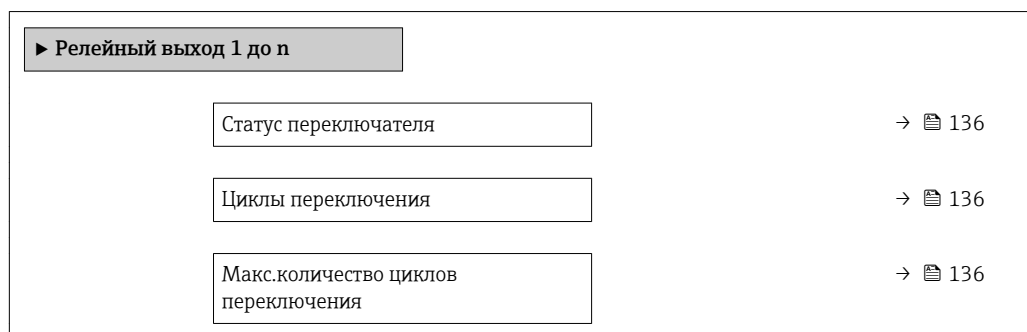 ▶ Релейный выход 1 до n
Статус переключателя → 136
Циклы переключения → 136
Макс.количество циклов → 136
переключения